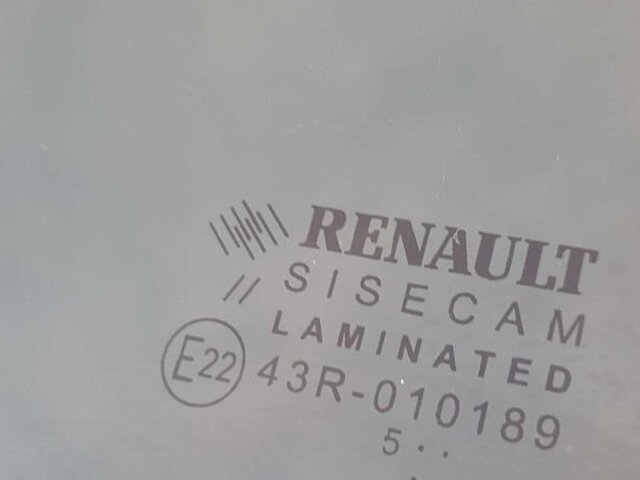 RENAULT
// SISECAM
LAMINATED
E22 43R-010189
5..
.